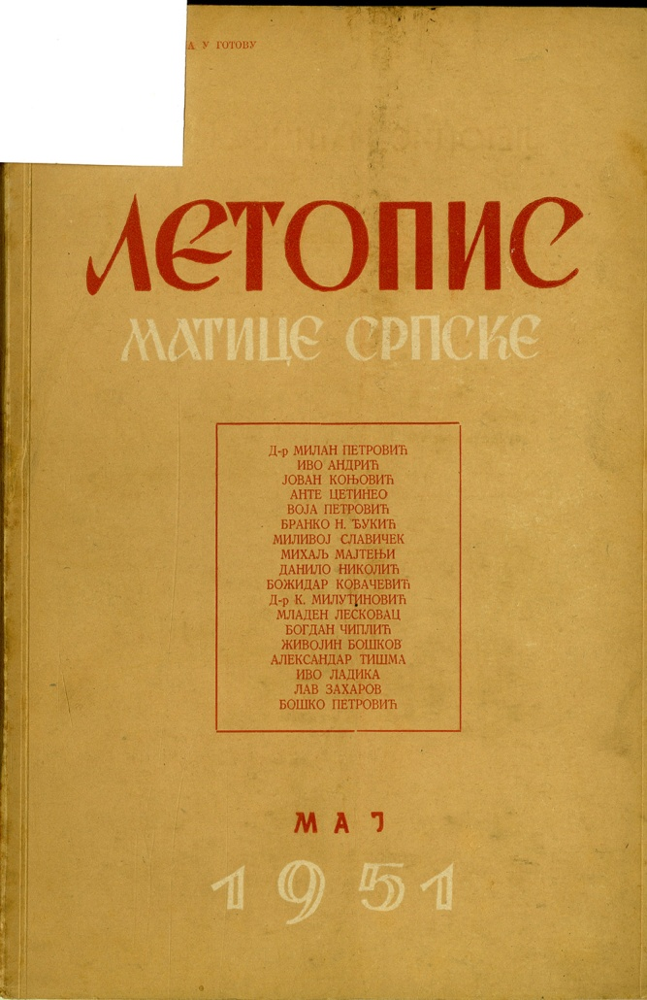 У ГОТОВУ
ЛЕТОПИС
МАТИЦЕ СРПСКЕ
Д-р МИЛАН ПЕТРОВИЋ
ИВО АНДРИЋ
ЈОВАН КОЊОВИЋ
АНТЕ ЦЕТИНЕО
ВОЈА ПЕТРОВИЋ
БРАНКО Н. ЂУКИЋ
МИЛИВОЈ СЛАВИЧЕК
МИХАЉ МАЈТЕЊИ
ДАНИЛО НИКОЛИЋ
БОЖИДАР КОВАЧЕВИЋ
Д-р К. МИЛУТИНОВИЋ
МЛАДЕН ЛЕСКОВАЦ
БОГДАН ЧИПЛИЋ
ЖИВОЈИН БОШКОВ
АЛЕКСАНДАР ТИШМА
ИВО ЛАДИКА
ЛАВ ЗАХАРОВ
БОШКО ПЕТРОВИЋ
МАЈ
1951